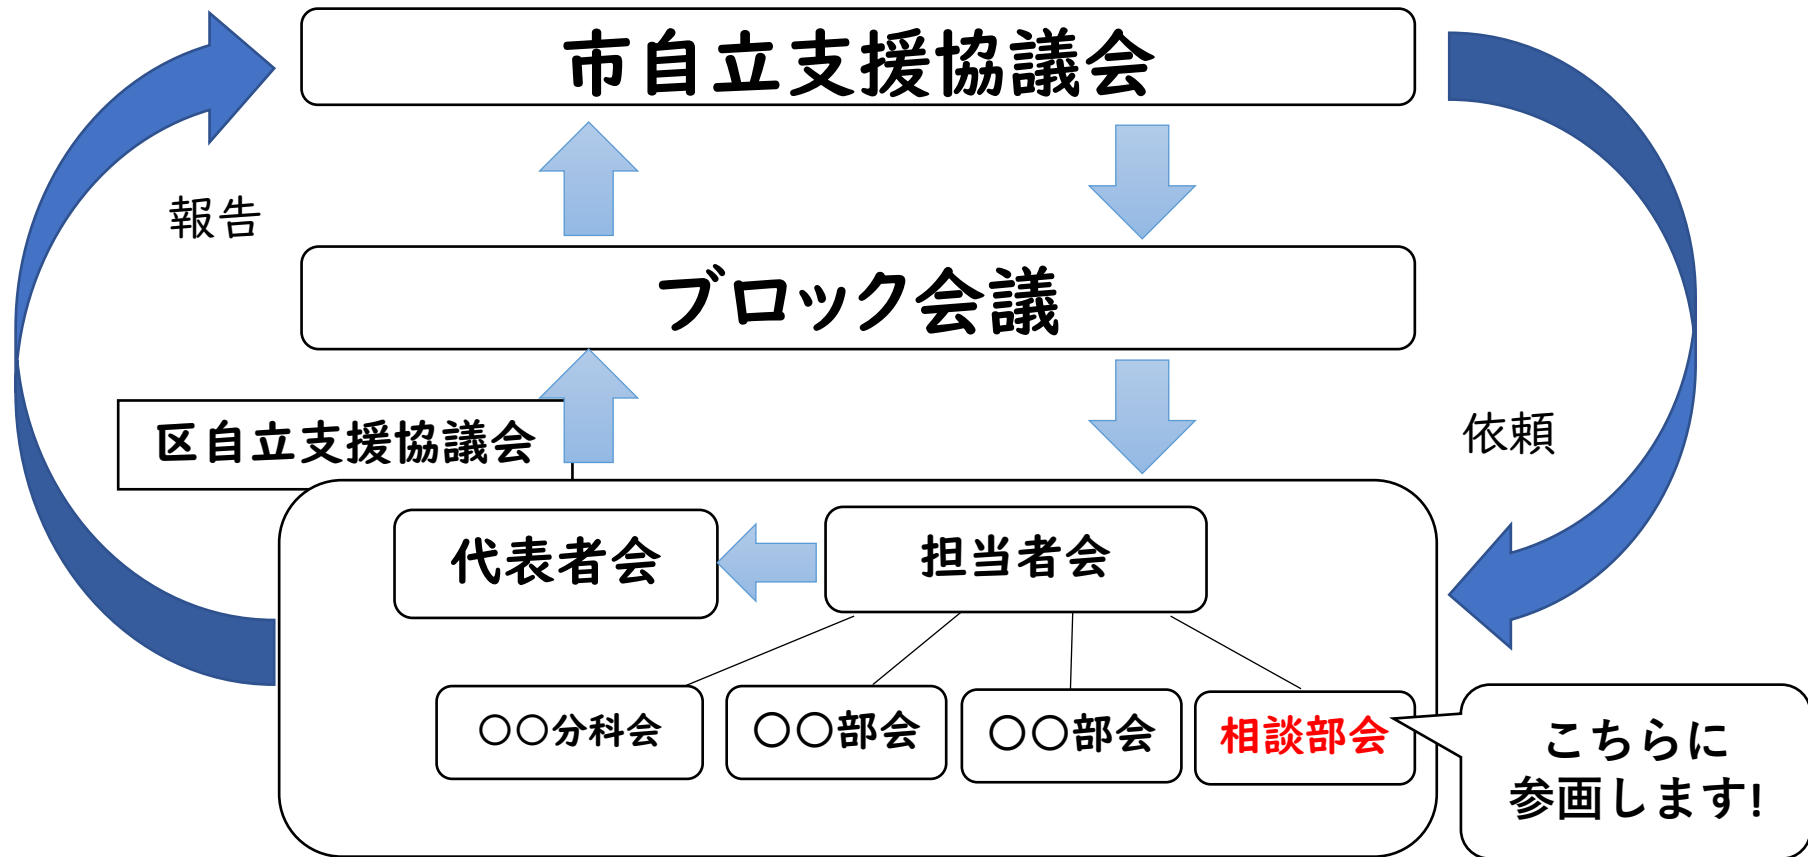 市自立支援協議会
報告
ブロック会議
区自立支援協議会
依頼
代表者会
担当者会
○○分科会
○○部会
○○部会
相談部会
こちらに
参画します!